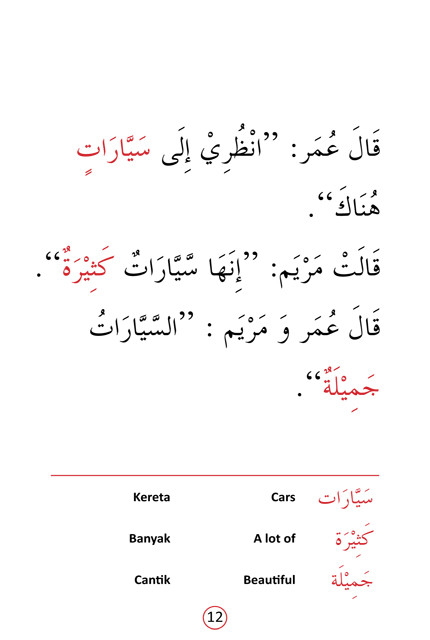 قَالَ عُمَر: ”انْظُرِيْ إِلَى سَيَّارَاتٍ
هُنَاكَ“.
قَالَتْ مَرْيَم: ”إِنَهَا سَّيَّارَاتٌ كَثِيْرَةٌ“.
قَالَ عُمَر وَ مَرْيَم : ”السَّيَّارَاتُ
جَمِيْلَةٌ“.
سَيَّارَات Cars Kereta
كَثِيْرَة A lot of Banyak
جَمِيْلَة Beautiful Cantik
12